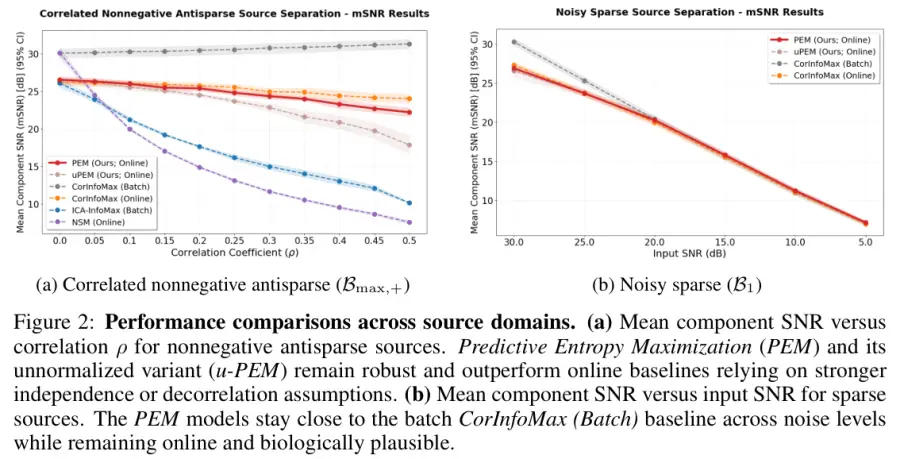 Correlated Nonnegative Antisparse Source Separation - mSNR Results
Mean Component SNR (mSNR) [dB] (95% CI)
30
25
20
15
10
PEM (Ours; Online)
uPEM (Ours; Online)
CorInfoMax (Batch)
CorInfoMax (Online)
ICA-InfoMax (Batch)
NSM (Online)
0.0 0.05 0.1 0.15 0.2 0.25 0.3 0.35 0.4 0.45 0.5
Correlation Coefficient (ρ)
(a) Correlated nonnegative antisparse (ℬmax,+)
Noisy Sparse Source Separation - mSNR Results
Mean Component SNR (mSNR) [dB] (95% CI)
30
25
20
15
10
PEM (Ours; Online)
uPEM (Ours; Online)
CorInfoMax (Batch)
CorInfoMax (Online)
30.0 25.0 20.0 15.0 10.0 5.0
Input SNR (dB)
(b) Noisy sparse (ℬ1)
Figure 2: Performance comparisons across source domains. (a) Mean component SNR versus
correlation ρ for nonnegative antisparse sources. Predictive Entropy Maximization (PEM) and its
unnormalized variant (u-PEM) remain robust and outperform online baselines relying on stronger
independence or decorrelation assumptions. (b) Mean component SNR versus input SNR for sparse
sources. The PEM models stay close to the batch CorInfoMax (Batch) baseline across noise levels
while remaining online and biologically plausible.